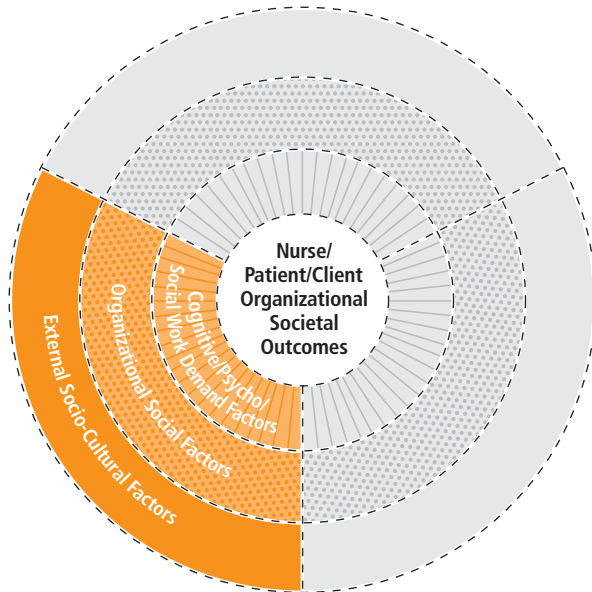 Nurse/
Patient/Client
Organizational
Societal
Outcomes
Cognitive/Psycho/
Social Work Demand Factors
Organizational Social Factors
External Socio-Cultural Factors